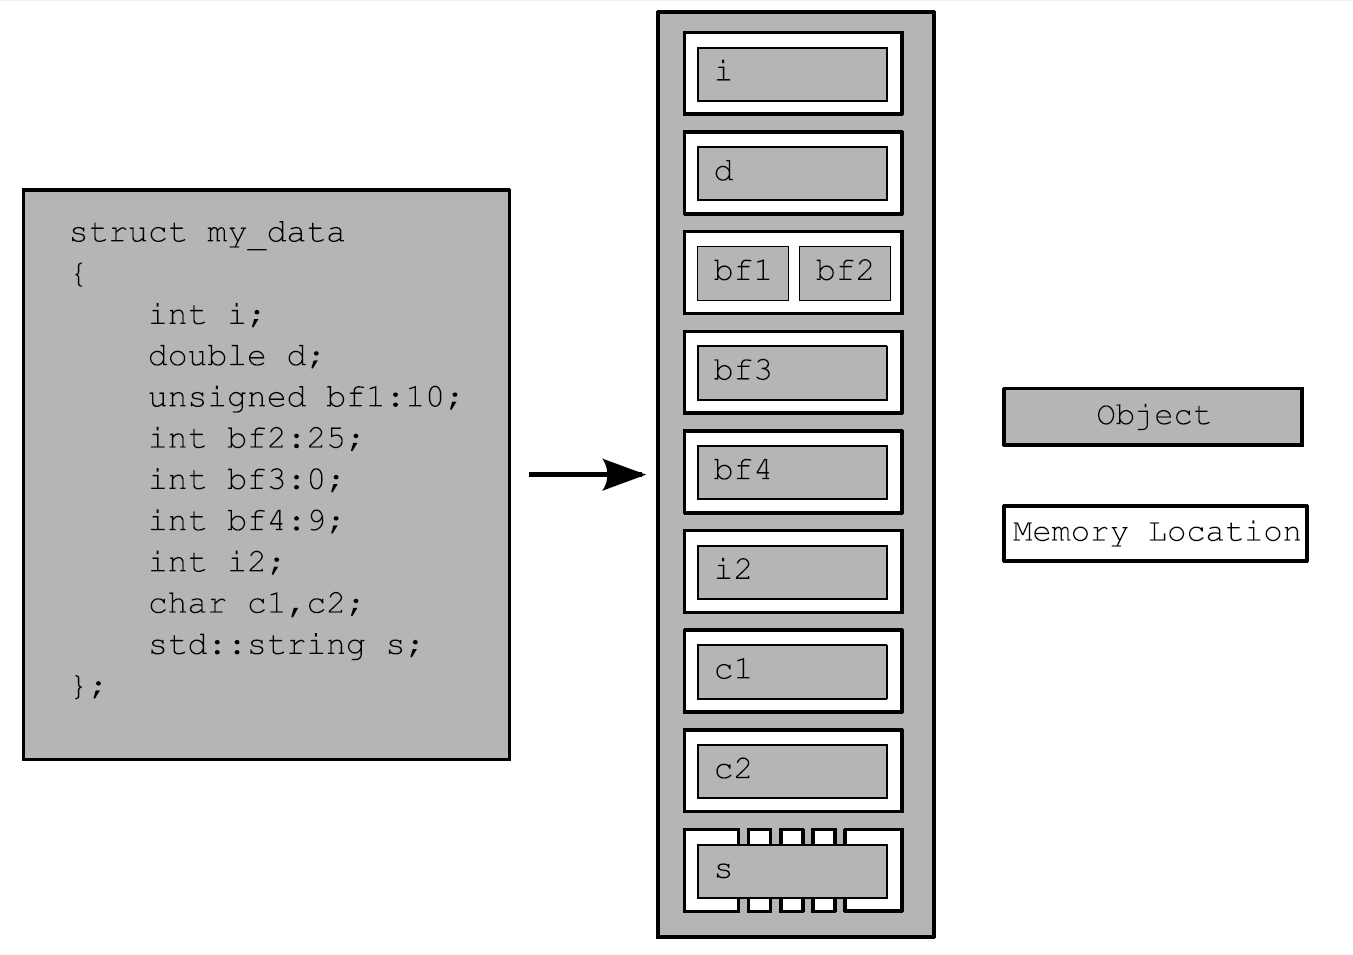 struct my_data
{
int i;
double d;
unsigned bf1:10;
int bf2:25;
int bf3:0;
int bf4:9;
int i2;
char c1,c2;
std::string s;
};
i
d
bf1 bf2
bf3
bf4
i2
c1
c2
s
Object
Memory Location